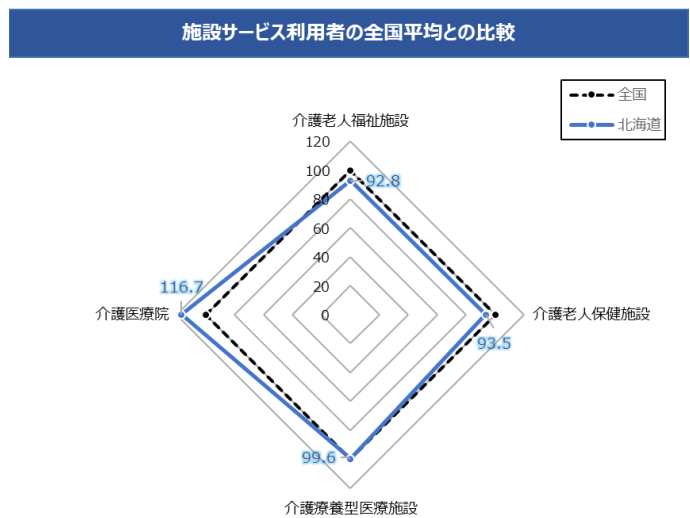 施設サービス利用者の全国平均との比較
全国
北海道
介護老人福祉施設
120
100
92.8
80
60
40
20
0
116.7
介護医療院
介護老人保健施設
93.5
99.6
介護療養型医療施設